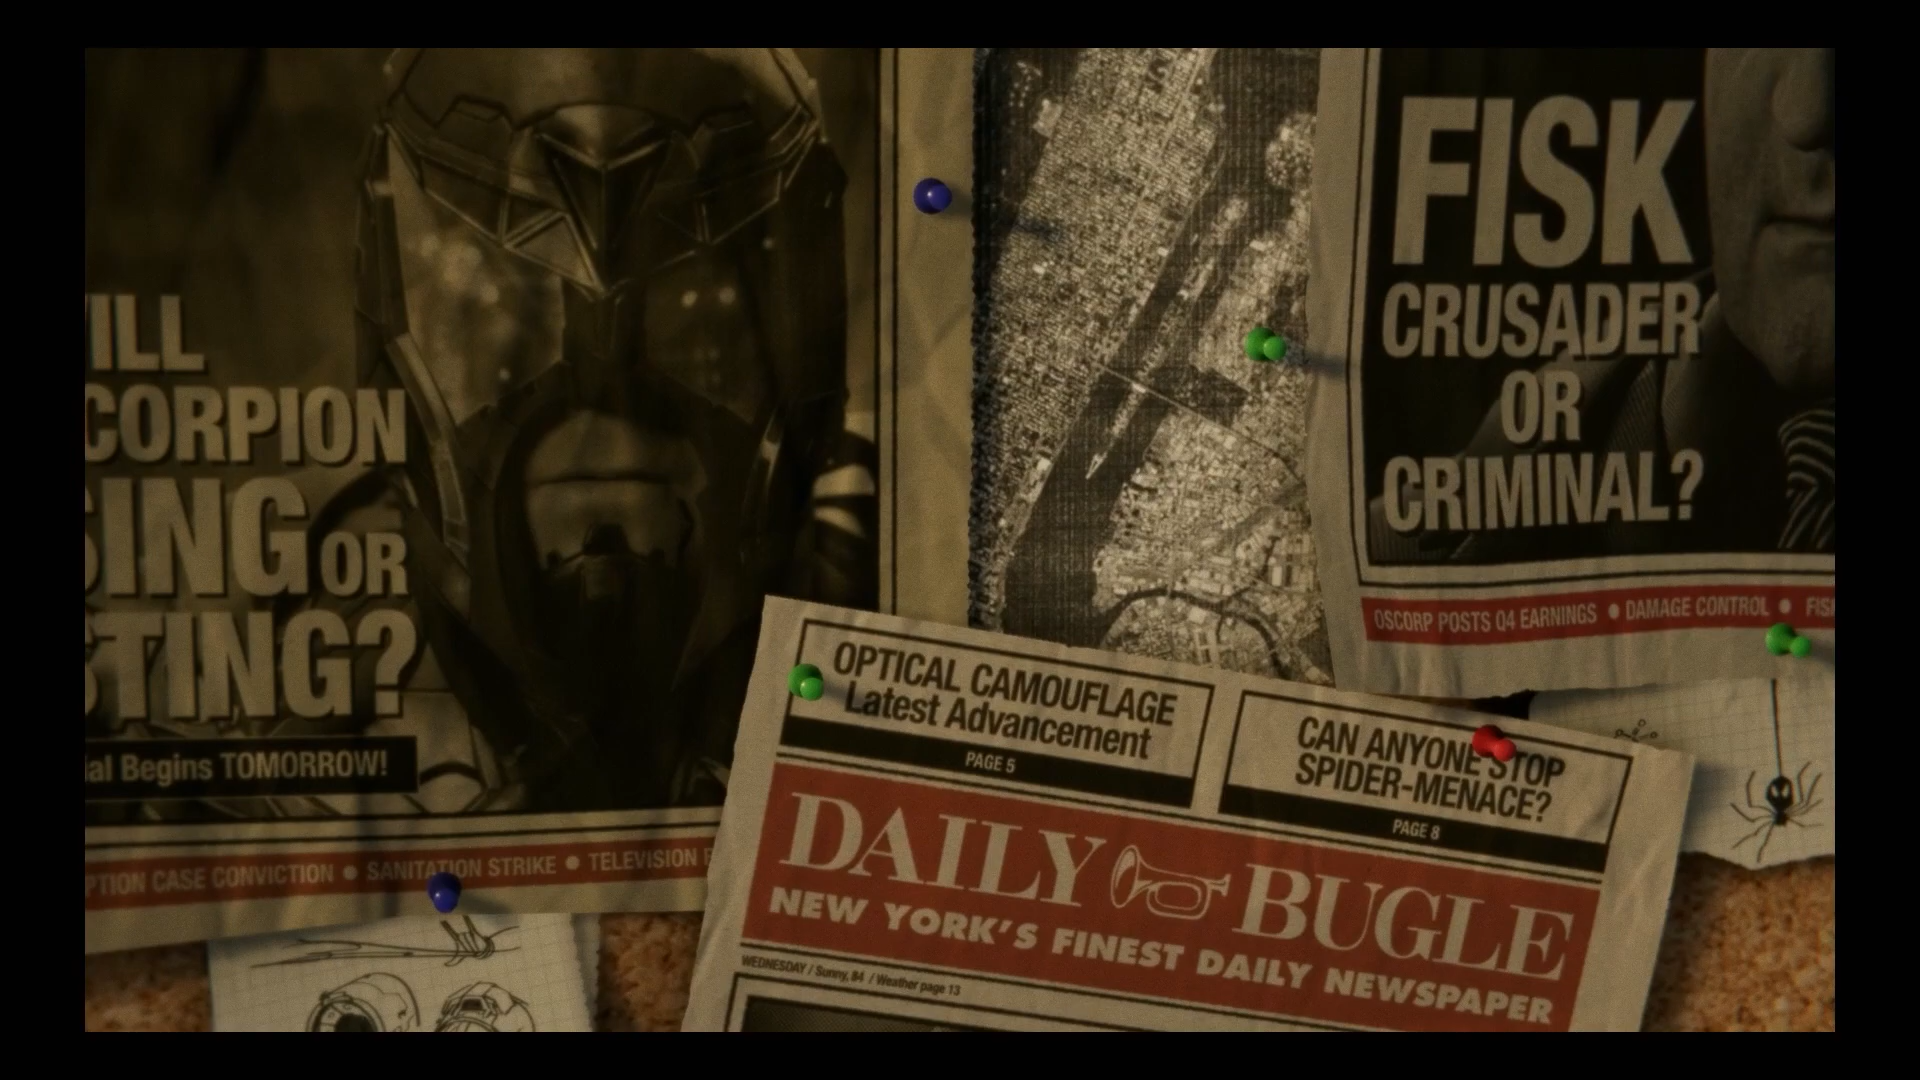 ILL
CORPION
SING OR
STING?
ial Begins TOMORROW!
PTION CASE CONVICTION • SANITATION STRIKE • TELEVISION
FISK
CRUSADER
OR
CRIMINAL?
OSCORP POSTS Q4 EARNINGS • DAMAGE CONTROL • FISK
OPTICAL CAMOUFLAGE
Latest Advancement
PAGE 5
CAN ANYONE STOP
SPIDER-MENACE?
PAGE 8
DAILY BUGLE
NEW YORK'S FINEST DAILY NEWSPAPER
WEDNESDAY / Sunny, 84 / Weather page 13